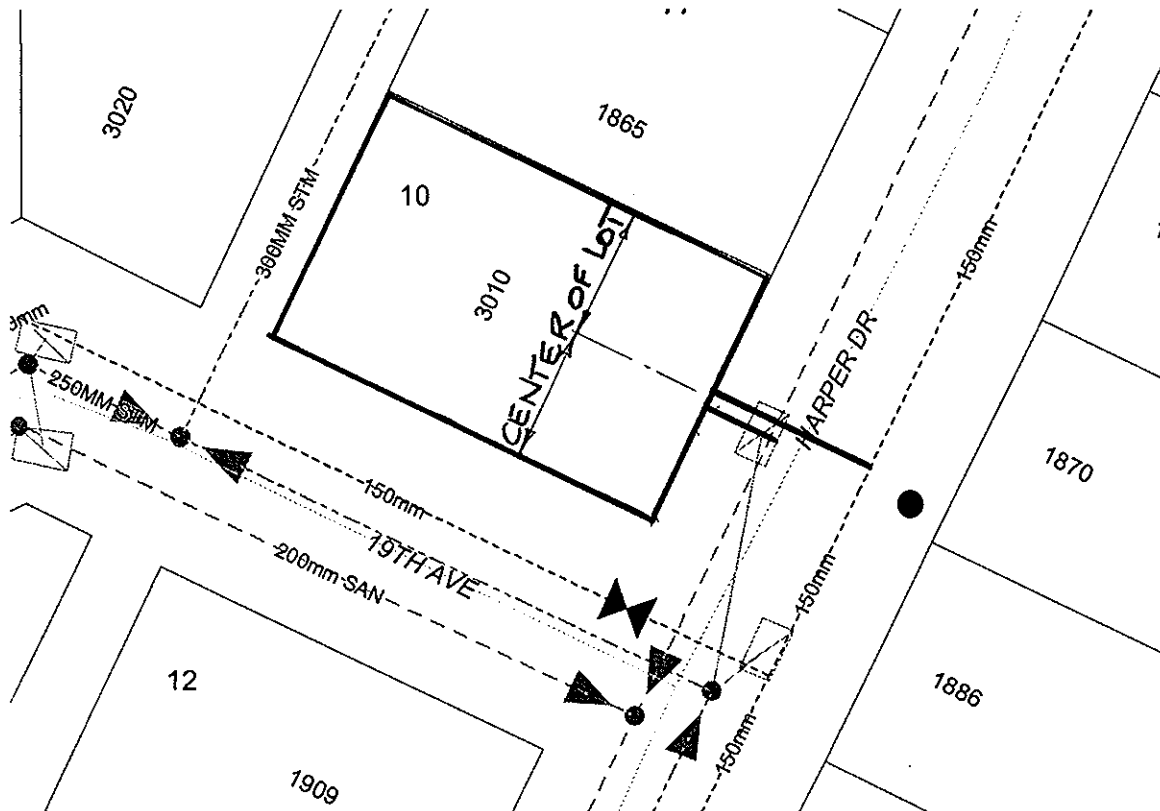 3020
1865
10
300MM STM
3010
CENTER OF LOT
150mm
HARPER DR
250MM STM
1870
150mm
19TH AVE
200mm SAN
150mm
12
1886
150mm
1909